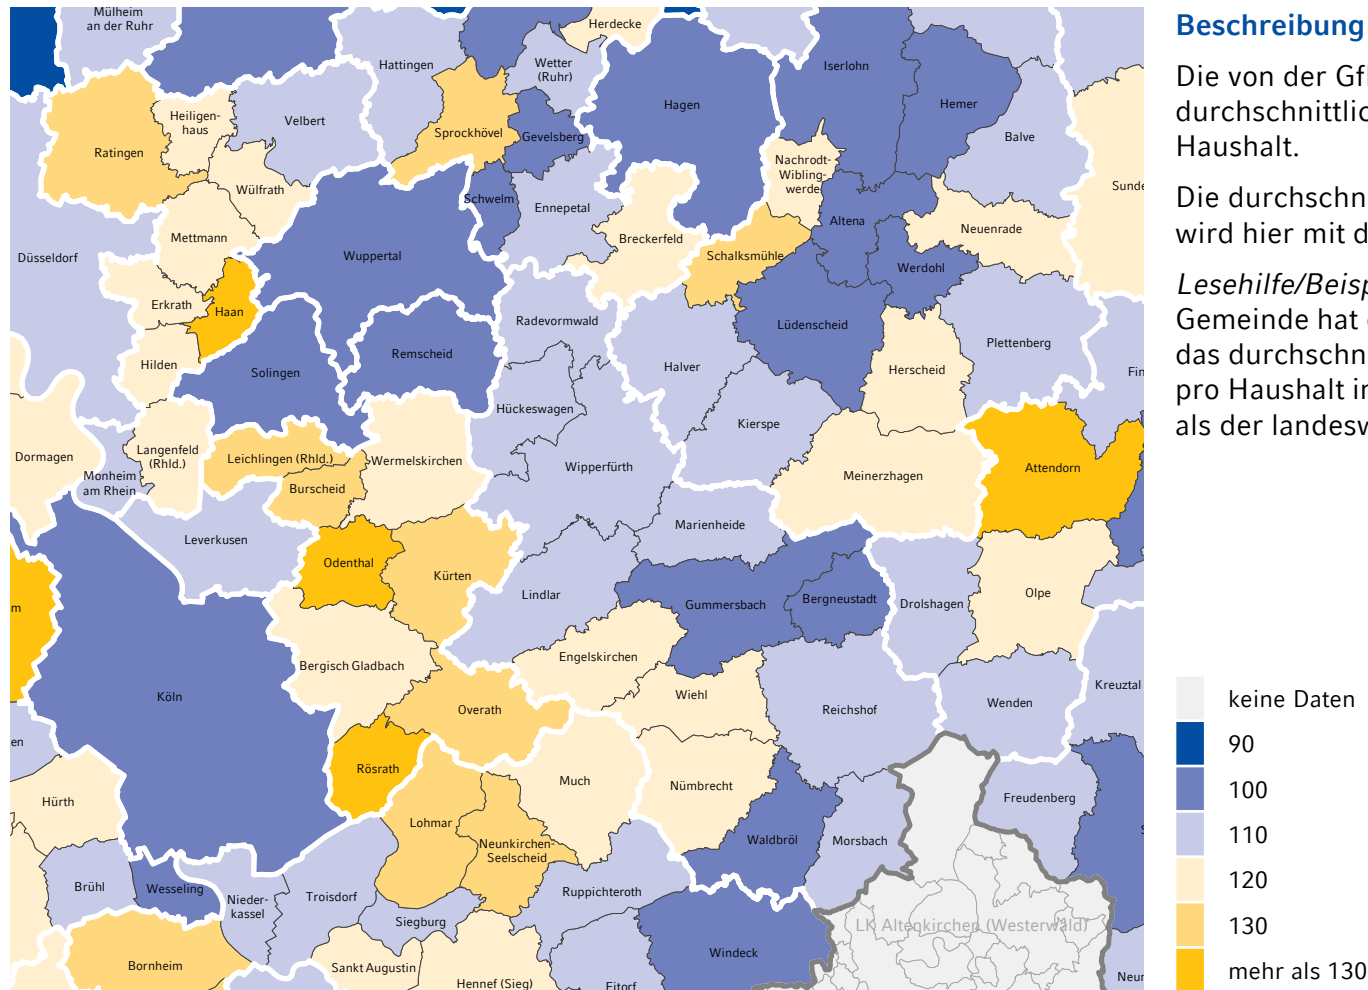 Mülheim
an der Ruhr
Herdecke
Hattingen
Wetter
(Ruhr)
Iserlohn
Hemer
Hagen
Heiligen-
haus
Velbert
Sprockhövel
Gevelsberg
Balve
Ratingen
Nachrodt-
Wibling-
werde
Wülfrath
Schwelm
Ennepetal
Sunde
Altena
Neuenrade
Mettmann
Breckerfeld
Düsseldorf
Wuppertal
Schalksmühle
Werdohl
Erkrath
Haan
Radevormwald
Lüdenscheid
Plettenberg
Hilden
Remscheid
Solingen
Halver
Herscheid
Fin
Hückeswagen
Kierspe
Dormagen
Langenfeld
(Rhld.)
Leichlingen (Rhld.)
Wermelskirchen
Wipperfürth
Meinerzhagen
Attendorn
Monheim
am Rhein
Burscheid
Marienheide
Leverkusen
Odenthal
Kürten
Lindlar
Gummersbach
Bergneustadt
Drolshagen
Olpe
m
Bergisch Gladbach
Engelskirchen
Köln
Wiehl
Kreuztal
Overath
Reichshof
Wenden
en
Rösrath
Much
Nümbrecht
Hürth
Freudenberg
Lohmar
Neunkirchen-
Seelscheid
Waldbröl
Morsbach
S
Brühl
Wesseling
Nieder-
kassel
Troisdorf
Ruppichteroth
Siegburg
LK Altenkirchen (Westerwald)
Bornheim
Sankt Augustin
Hennef (Sieg)
Eitorf
Windeck
Neun
Beschreibung
Die von der Gf
durchschnittlic
Haushalt.
Die durchschn
wird hier mit d
Lesehilfe/Beisp
Gemeinde hat
das durchschn
pro Haushalt i
als der landesw
keine Daten
90
100
110
120
130
mehr als 130